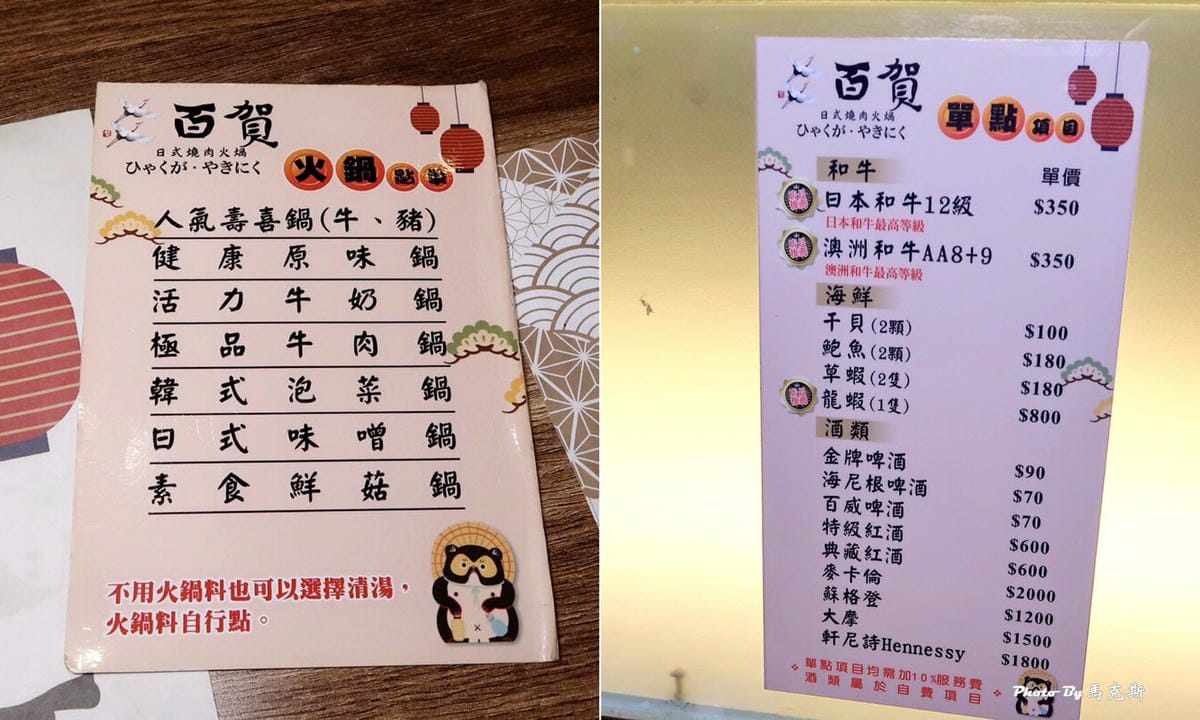 百賀
日式燒肉火鍋
ひゃくが・やきにく
火鍋點單
人氣壽喜鍋(牛、豬)
健康原味鍋
活力牛奶鍋
極品牛肉鍋
韓式泡菜鍋
日式味噌鍋
素食鮮菇鍋
不用火鍋料也可以選擇清湯，
火鍋料自行點。
百賀
日式燒肉火鍋
ひゃくが・やきにく
單點項目
和牛 單價
日本和牛12級 $350
日本和牛最高等級
澳洲和牛AA8+9 $350
澳洲和牛最高等級
海鮮
干貝(2顆) $100
鮑魚(2顆) $180
草蝦(2隻) $180
龍蝦(1隻) $800
酒類
金牌啤酒 $90
海尼根啤酒 $70
百威啤酒 $70
特級紅酒 $600
典藏紅酒 $600
麥卡倫 $2000
蘇格登 $1200
大摩 $1500
軒尼詩Hennessy $1800
單點項目均需加10%服務費
酒類屬於自費項目
Photo By 馬克斯